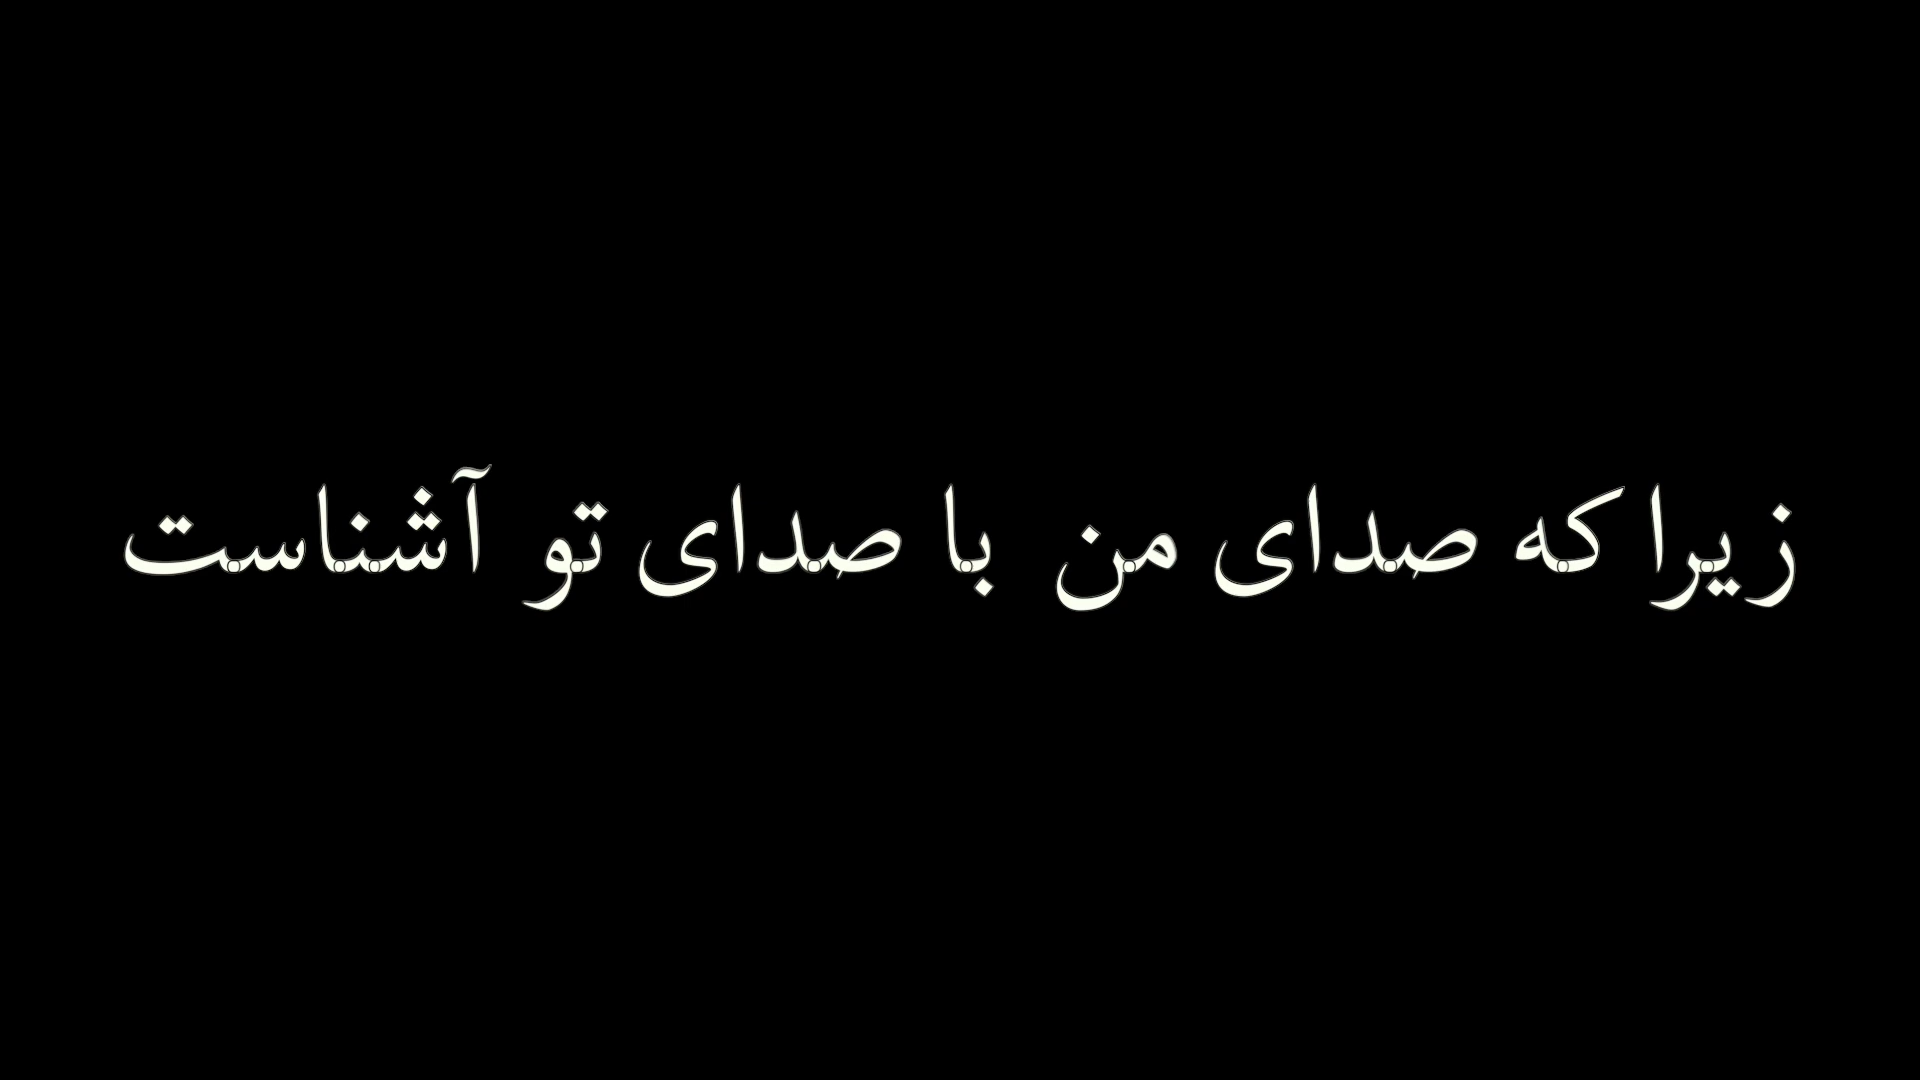 زیرا که صدای من با صدای تو آشناست